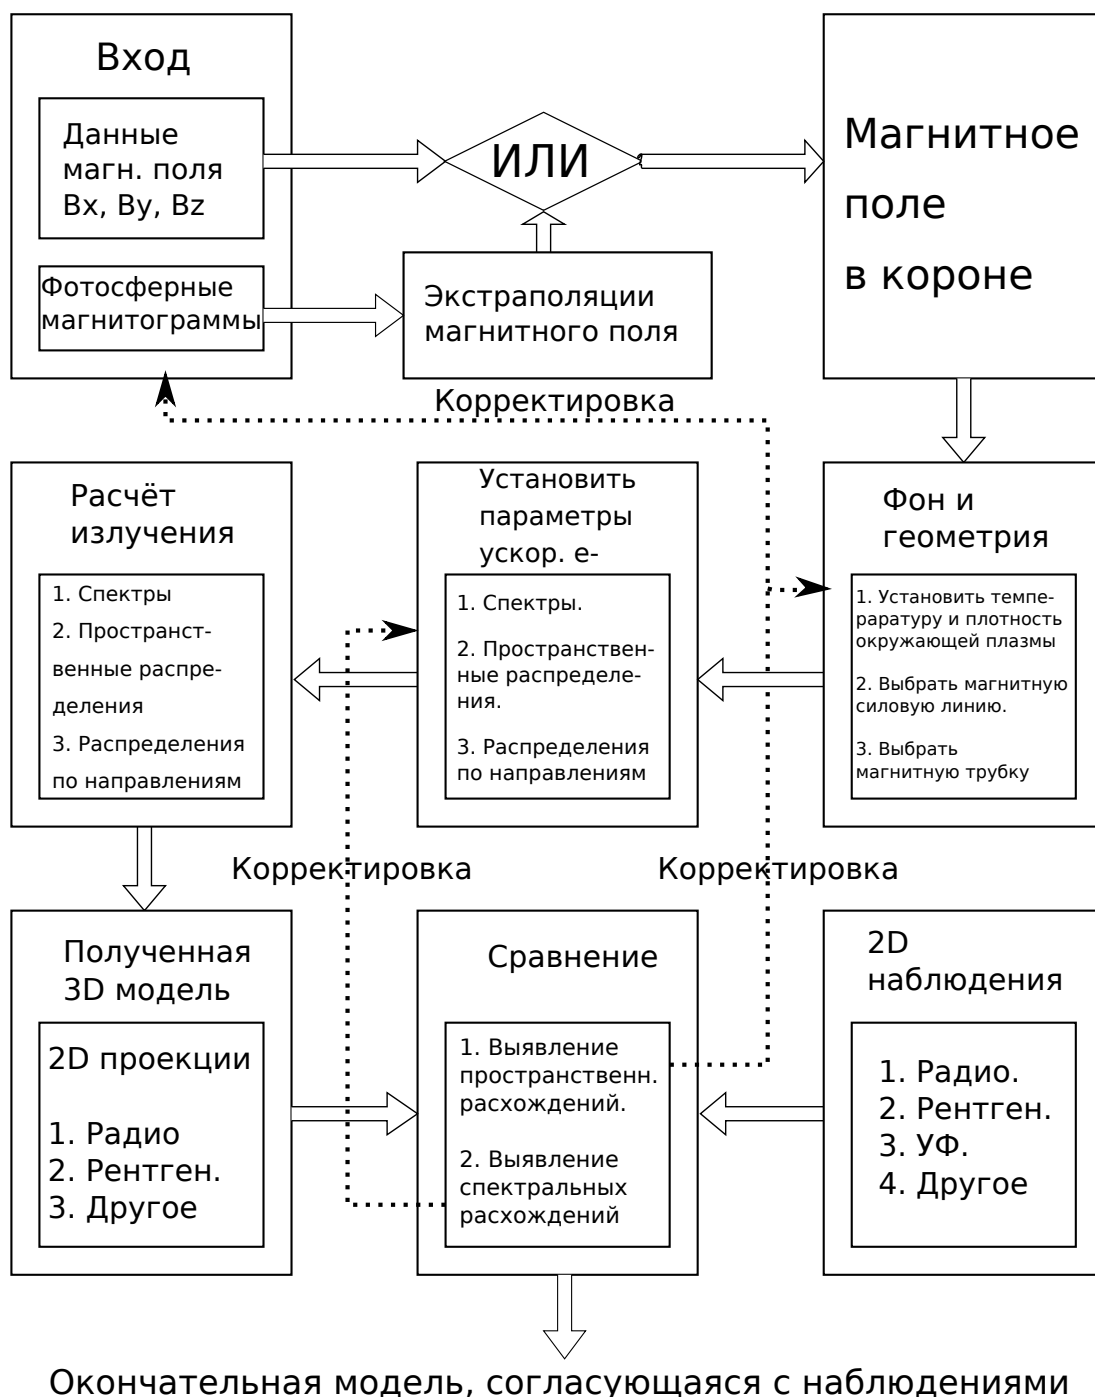 Вход
Данные
магн. поля
Bx, By, Bz
Фотосферные
магнитограммы
ИЛИ
Экстраполяции
магнитного поля
Магнитное
поле
в короне
Корректировка
Расчёт
излучения
1. Спектры
2. Пространст-
венные распре-
деления
3. Распределения
по направлениям
Установить
параметры
ускор. е-
1. Спектры.
2. Пространствен-
ные распределе-
ния.
3. Распределения
по направлениям
Фон и
геометрия
1. Установить темпе-
раратуру и плотность
окружающей плазмы
2. Выбрать магнитную
силовую линию.
3. Выбрать
магнитную трубку
Корректировка
Корректировка
Полученная
3D модель
2D проекции
1. Радио
2. Рентген.
3. Другое
Сравнение
1. Выявление
пространственн.
расхождений.
2. Выявление
спектральных
расхождений
2D
наблюдения
1. Радио.
2. Рентген.
3. УФ.
4. Другое
Окончательная модель, согласующаяся с наблюдениями